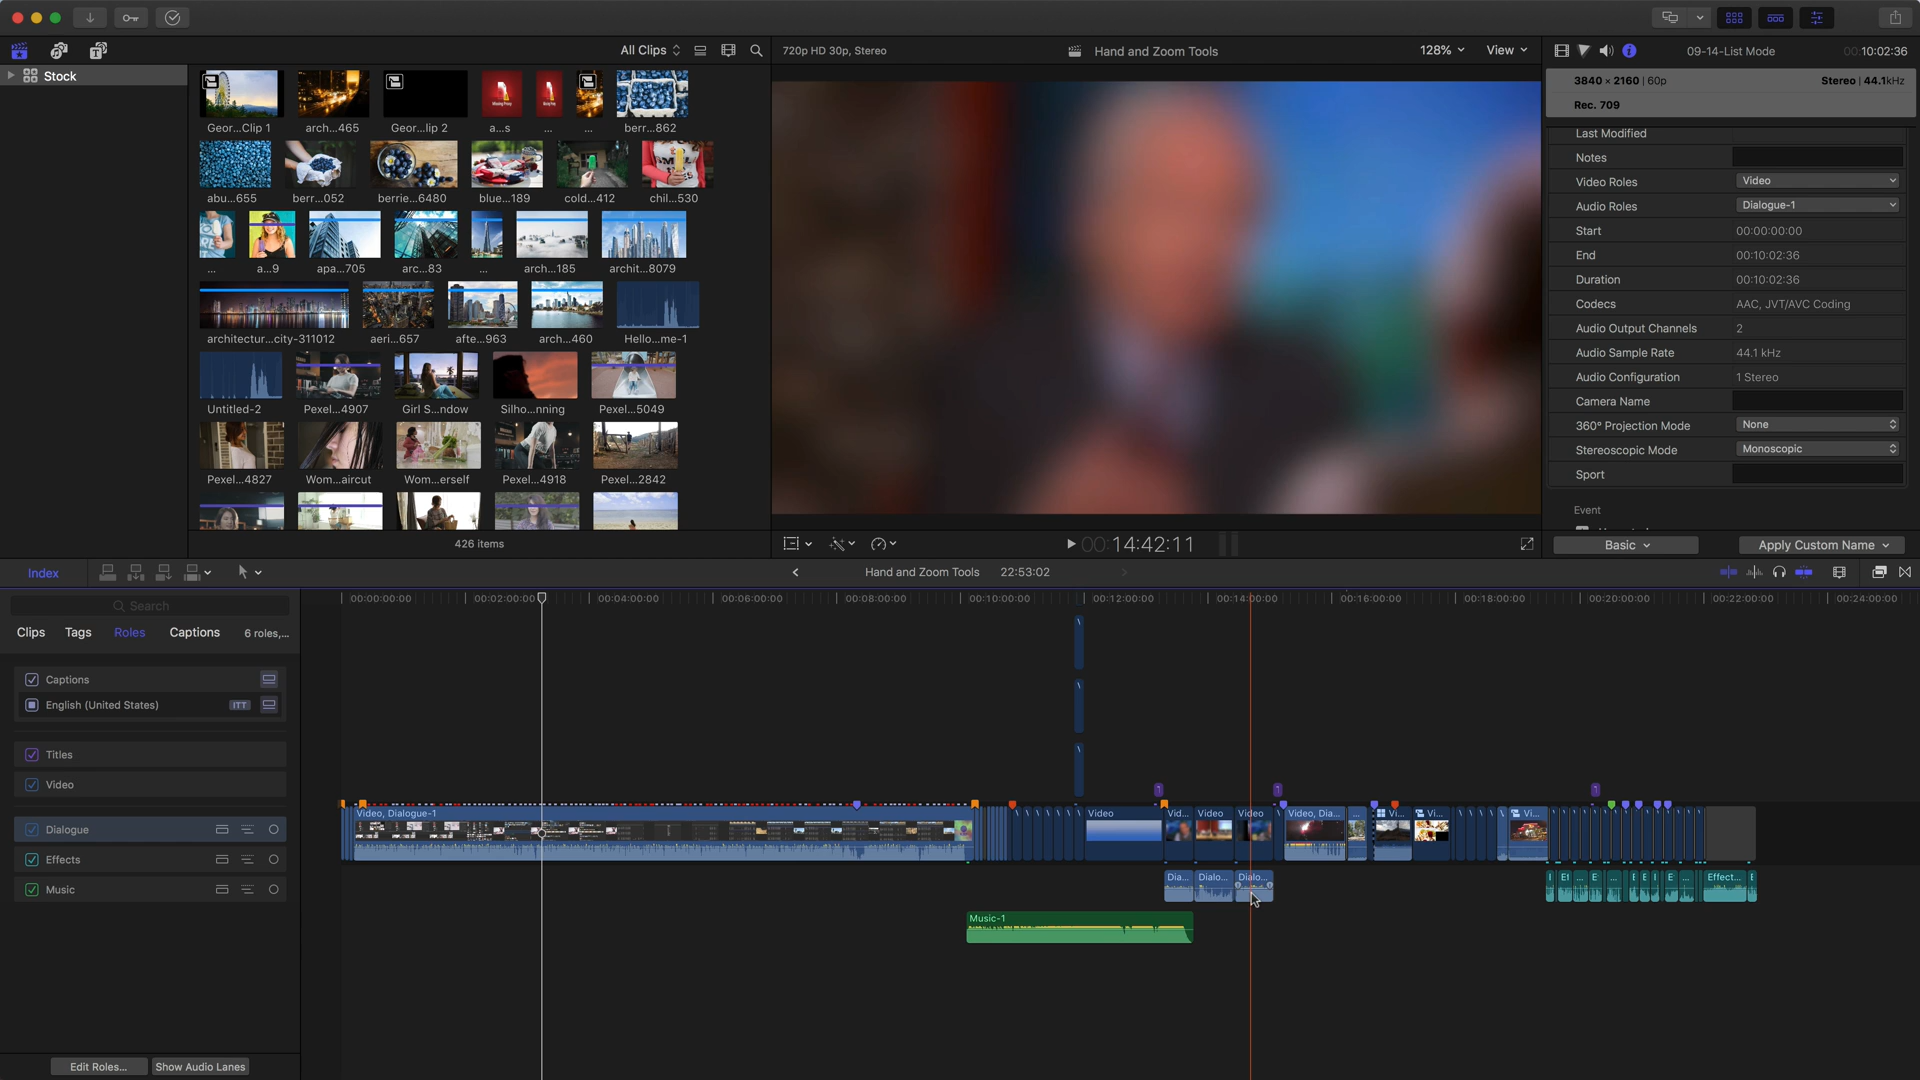 All Clips
720p HD 30p, Stereo
Hand and Zoom Tools
128%
View
09-14-List Mode
00:10:02:36
Stock
3840 × 2160 | 60p
Stereo | 44.1kHz
Rec. 709
Geor...Clip 1
arch...465
Geor...lip 2
a...s
...
...
berr...862
abu...655
berr...052
berrie...6480
blue...189
cold...412
chil...530
...
a...9
apa...705
arc...83
...
arch...185
archit...8079
architectur...city-311012
aeri...657
afte...963
arch...460
Hello...me-1
Untitled-2
Pexel...4907
Girl S...ndow
Silho...nning
Pexel...5049
Pexel...4827
Wom...aircut
Wom...erself
Pexel...4918
Pexel...2842
426 items
Last Modified
Notes
Video Roles Video
Audio Roles Dialogue-1
Start 00:00:00:00
End 00:10:02:36
Duration 00:10:02:36
Codecs AAC, JVT/AVC Coding
Audio Output Channels 2
Audio Sample Rate 44.1 kHz
Audio Configuration 1 Stereo
Camera Name
360º Projection Mode None
Stereoscopic Mode Monoscopic
Sport
Event
00:14:42:11
Basic
Apply Custom Name
Index
Hand and Zoom Tools 22:53:02
Search
Clips Tags Roles Captions 6 roles,...
Captions
English (United States) ITT
Titles
Video
Dialogue
Effects
Music
Edit Roles...
Show Audio Lanes
00:00:00:00 00:02:00:00 00:04:00:00 00:06:00:00 00:08:00:00 00:10:00:00 00:12:00:00 00:14:00:00 00:16:00:00 00:18:00:00 00:20:00:00 00:22:00:00 00:24:00:00
Video, Dialogue-1
Video
Vid...
Video
Video
Video, Dia...
...
Vi...
Vi...
Vi...
Dia...
Dialo...
Dialo...
Effect...
Music-1